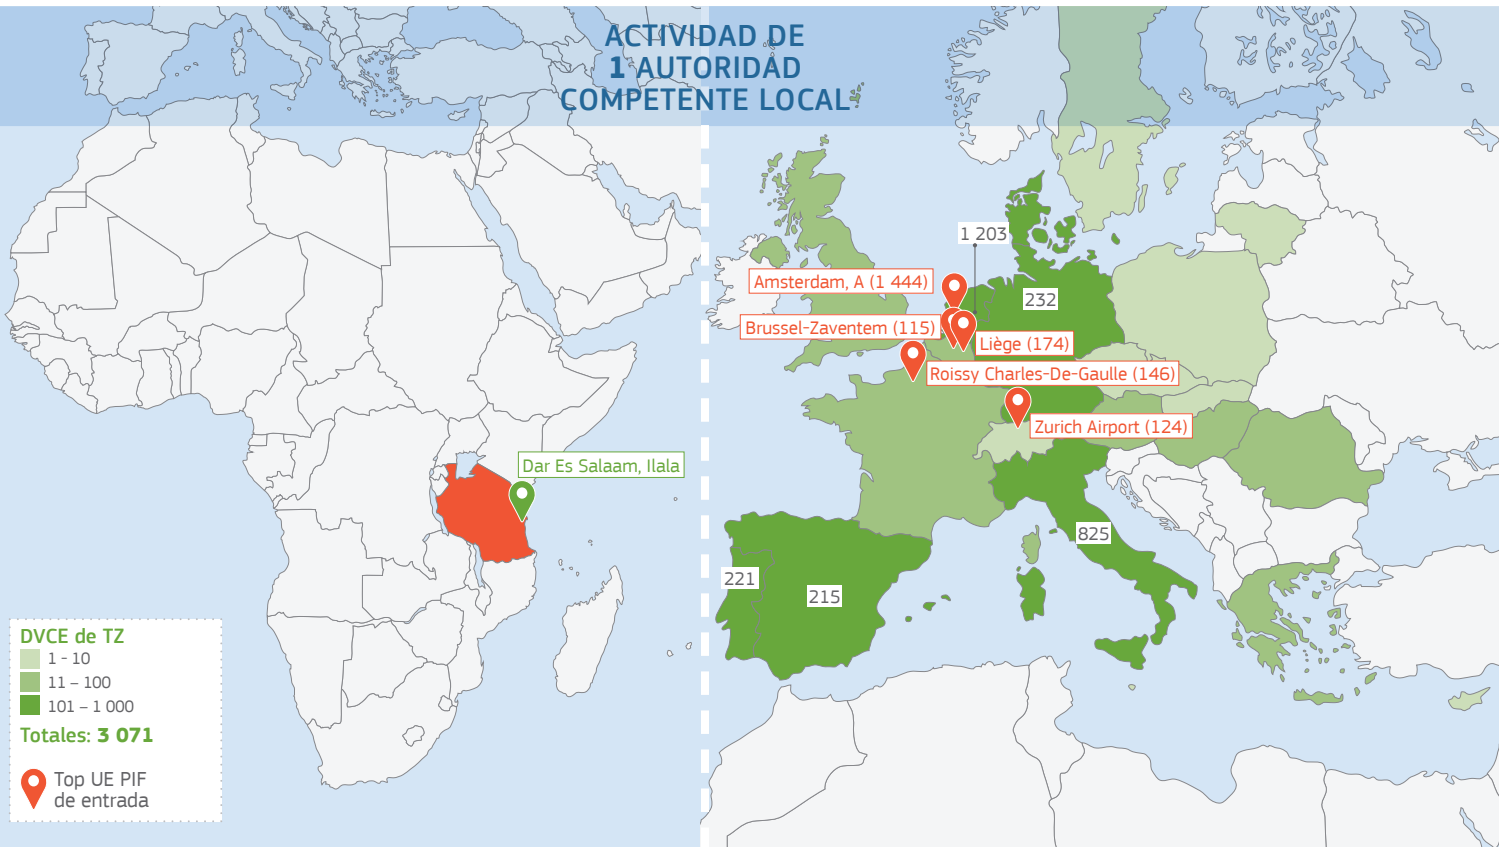 ACTIVIDAD DE
1 AUTORIDAD
COMPETENTE LOCAL
1 203
Amsterdam, A (1 444)
232
Brussel-Zaventem (115)
Liège (174)
Roissy Charles-De-Gaulle (146)
Zurich Airport (124)
Dar Es Salaam, Ilala
825
221
215
DVCE de TZ
1 - 10
11 – 100
101 – 1 000
Totales: 3 071
Top UE PIF
de entrada